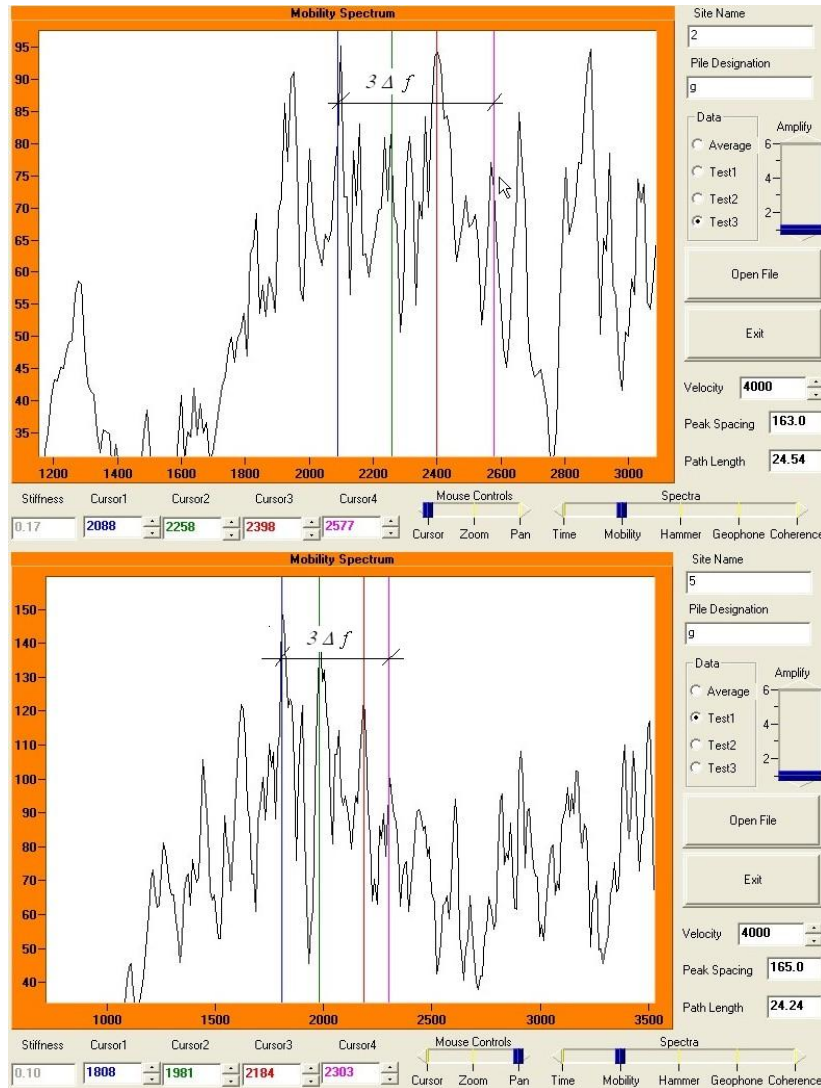 Mobility Spectrum
Site Name
2
Pile Designation
g
Data
Average
Test1
Test2
Test3
Amplify
6
4
2
Open File
Exit
Velocity 4000
Peak Spacing 163.0
Path Length 24.54
95
90
85
80
75
70
65
60
55
50
45
40
35
3 Δ f
1200 1400 1600 1800 2000 2200 2400 2600 2800 3000
Stiffness Cursor1 Cursor2 Cursor3 Cursor4 Mouse Controls Spectra
0.17 2088 2258 2398 2577 Cursor Zoom Pan Time Mobility Hammer Geophone Coherence
Mobility Spectrum
Site Name
5
Pile Designation
g
Data
Average
Test1
Test2
Test3
Amplify
6
4
2
Open File
Exit
Velocity 4000
Peak Spacing 165.0
Path Length 24.24
150
140
130
120
110
100
90
80
70
60
50
40
3 Δ f
1000 1500 2000 2500 3000 3500
Stiffness Cursor1 Cursor2 Cursor3 Cursor4 Mouse Controls Spectra
0.10 1808 1981 2184 2303 Cursor Zoom Pan Time Mobility Hammer Geophone Coherence